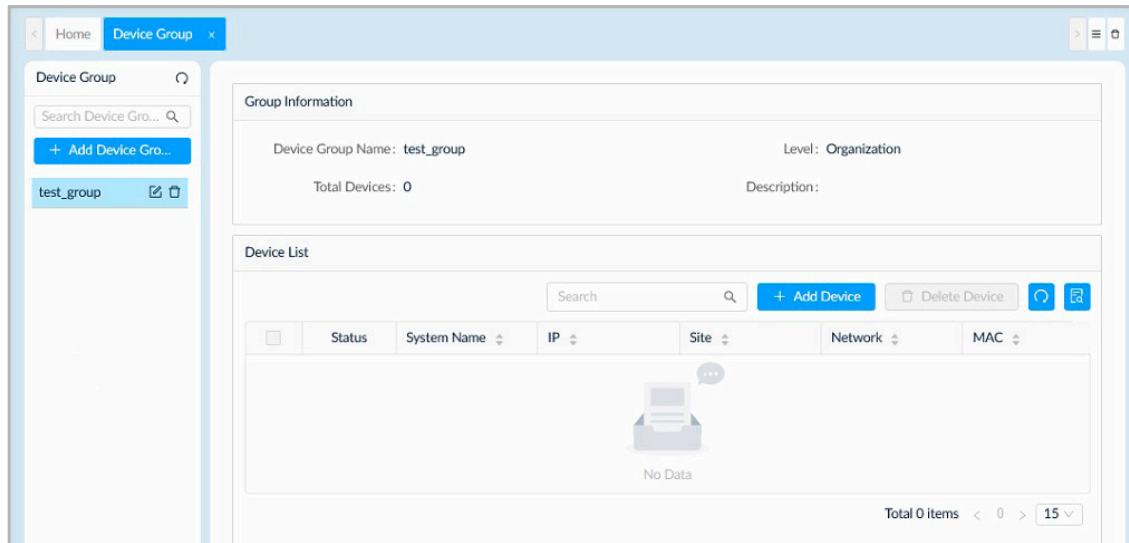 Home Device Group ×
Device Group
Search Device Gro...
+ Add Device Gro...
test_group
Group Information
Device Group Name: test_group Level: Organization
Total Devices: 0 Description:
Device List
Search + Add Device Delete Device
Status System Name IP Site Network MAC
No Data
Total 0 items < 0 > 15